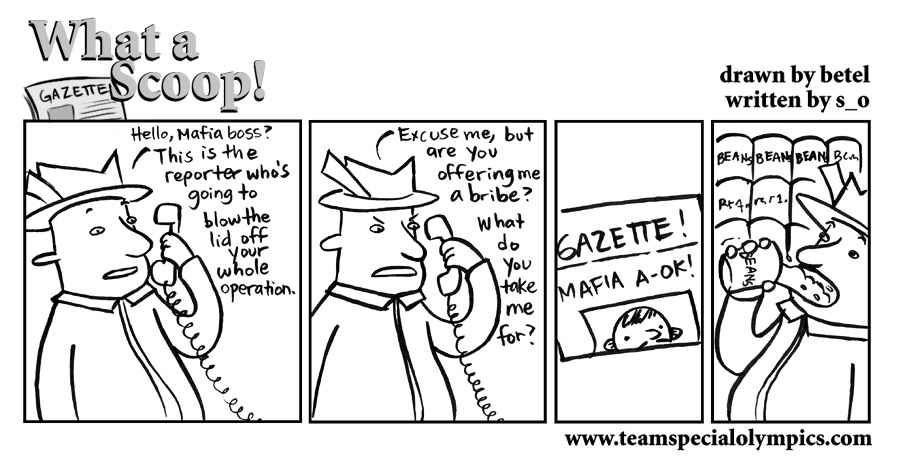 What a
Scoop!
GAZETTE
drawn by betel
written by s_o
Hello, Mafia boss?
This is the
reporter who's
going to
blow the
lid off
your
whole
operation.
Excuse me, but
are you
offering me
a bribe?
What
do
you
take
me
for?
GAZETTE!
MAFIA A-OK!
BEANS BEANS BEANS
BEANS
www.teamspecialolympics.com